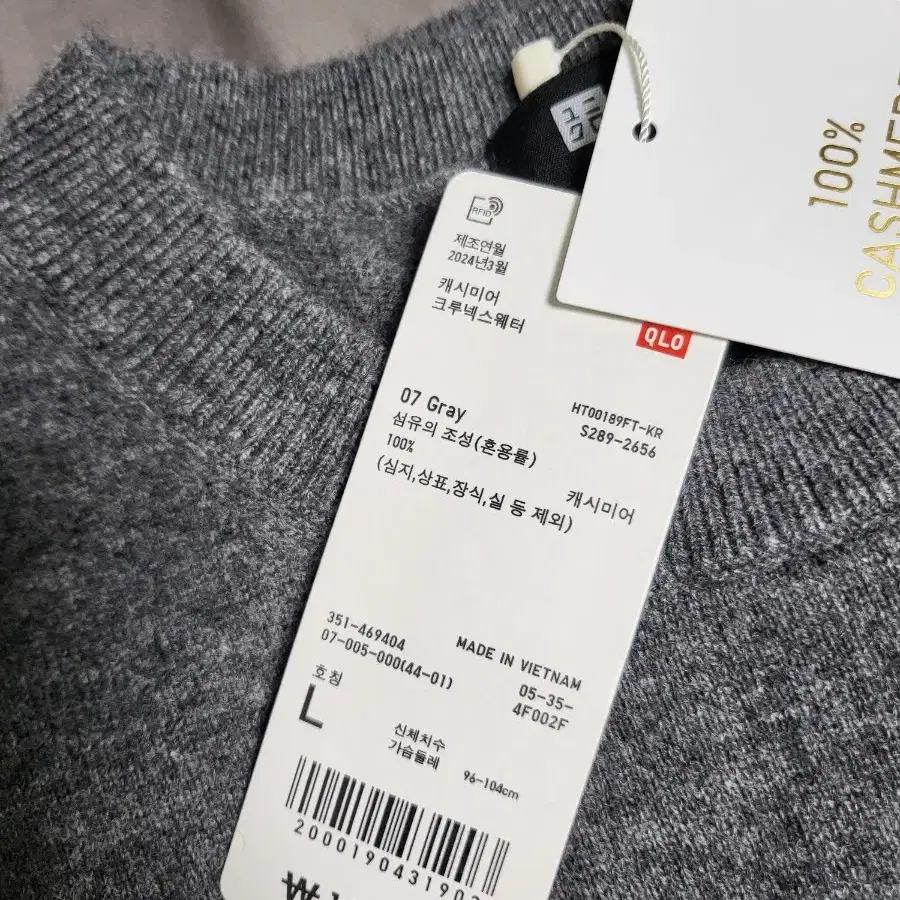 100%
RFID
제조연월
2024년3월
캐시미어
크루넥스웨터
QLO
07 Gray
HT00189FT-KR
섬유의 조성(혼용률)
S289-2656
100%
캐시미어
(심지,상표,장식,실 등 제외)
351-469404
MADE IN VIETNAM
07-005-000(44-01)
05-35-
4F002F
호칭
L
신체치수
가슴둘레
96-104cm